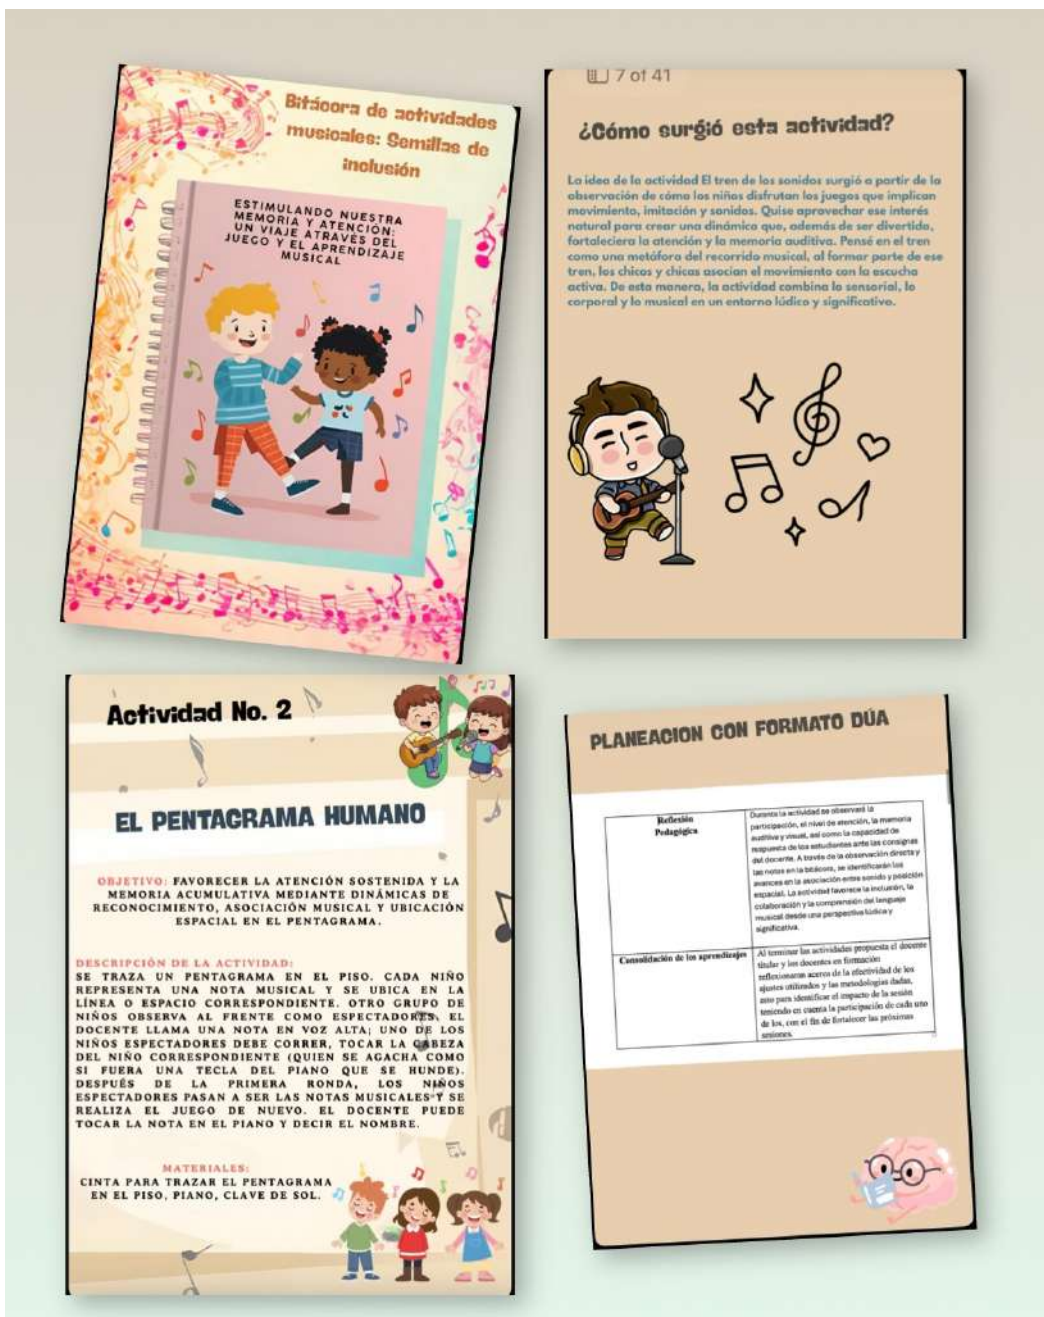 Bitácora de actividades
musicales: Semillas de
inclusión
ESTIMULANDO NUESTRA
MEMORIA Y ATENCIÓN:
UN VIAJE ATRAVÉS DEL
JUEGO Y EL APRENDIZAJE
MUSICAL
7 of 41
¿Cómo surgió esta actividad?
La idea de la actividad El tren de los sonidos surgió a partir de la
observación de cómo los niños disfrutan los juegos que implican
movimiento, imitación y sonidos. Quise aprovechar ese interés
natural para crear una dinámica que, además de ser divertida,
fortaleciera la atención y la memoria auditiva. Pensé en el tren
como una metáfora del recorrido musical, al formar parte de ese
tren, los chicos y chicas asocian el movimiento con la escucha
activa. De esta manera, la actividad combina lo sensorial, lo
corporal y lo musical en un entorno lúdico y significativo.
Actividad No. 2
EL PENTAGRAMA HUMANO
OBJETIVO: FAVORECER LA ATENCIÓN SOSTENIDA Y LA
MEMORIA ACUMULATIVA MEDIANTE DINÁMICAS DE
RECONOCIMIENTO, ASOCIACIÓN MUSICAL Y UBICACIÓN
ESPACIAL EN EL PENTAGRAMA.
DESCRIPCIÓN DE LA ACTIVIDAD:
SE TRAZA UN PENTAGRAMA EN EL PISO. CADA NIÑO
REPRESENTA UNA NOTA MUSICAL Y SE UBICA EN LA
LÍNEA O ESPACIO CORRESPONDIENTE. OTRO GRUPO DE
NIÑOS OBSERVA AL FRENTE COMO ESPECTADORES. EL
DOCENTE LLAMA UNA NOTA EN VOZ ALTA; UNO DE LOS
NIÑOS ESPECTADORES DEBE CORRER, TOCAR LA CABEZA
DEL NIÑO CORRESPONDIENTE (QUIEN SE AGACHA COMO
SI FUERA UNA TECLA DEL PIANO QUE SE HUNDE).
DESPUÉS DE LA PRIMERA RONDA, LOS NIÑOS
ESPECTADORES PASAN A SER LAS NOTAS MUSICALES Y SE
REALIZA EL JUEGO DE NUEVO. EL DOCENTE PUEDE
TOCAR LA NOTA EN EL PIANO Y DECIR EL NOMBRE.
MATERIALES:
CINTA PARA TRAZAR EL PENTAGRAMA
EN EL PISO, PIANO, CLAVE DE SOL.
PLANEACION CON FORMATO DÚA
Reflexión
Pedagógica
Durante la actividad se observará la
participación, el nivel de atención, la memoria
auditiva y visual, así como la capacidad de
respuesta de los estudiantes ante las consignas
del docente. A través de la observación directa y
las notas en la bitácora, se identificarán los
avances en la asociación entre sonido y posición
espacial. La actividad favorece la inclusión, la
colaboración y la comprensión del lenguaje
musical desde una perspectiva lúdica y
significativa.
Consolidación de los aprendizajes
Al terminar las actividades propuesta el docente
titular y los docentes en formación
reflexionaran acerca de la efectividad de los
ajustes utilizados y las metodologías dadas,
esto para identificar el impacto de la sesión
teniendo en cuenta la participación de cada uno
de los, con el fin de fortalecer las próximas
sesiones.